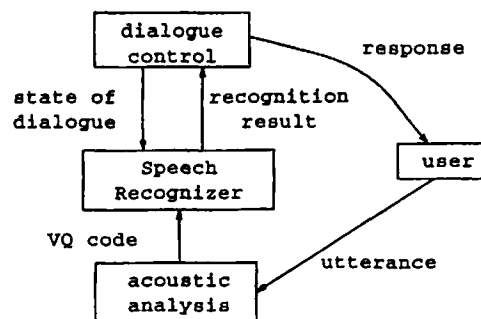 dialogue
control
response
state of
dialogue
recognition
result
Speech
Recognizer
user
VQ code
utterance
acoustic
analysis